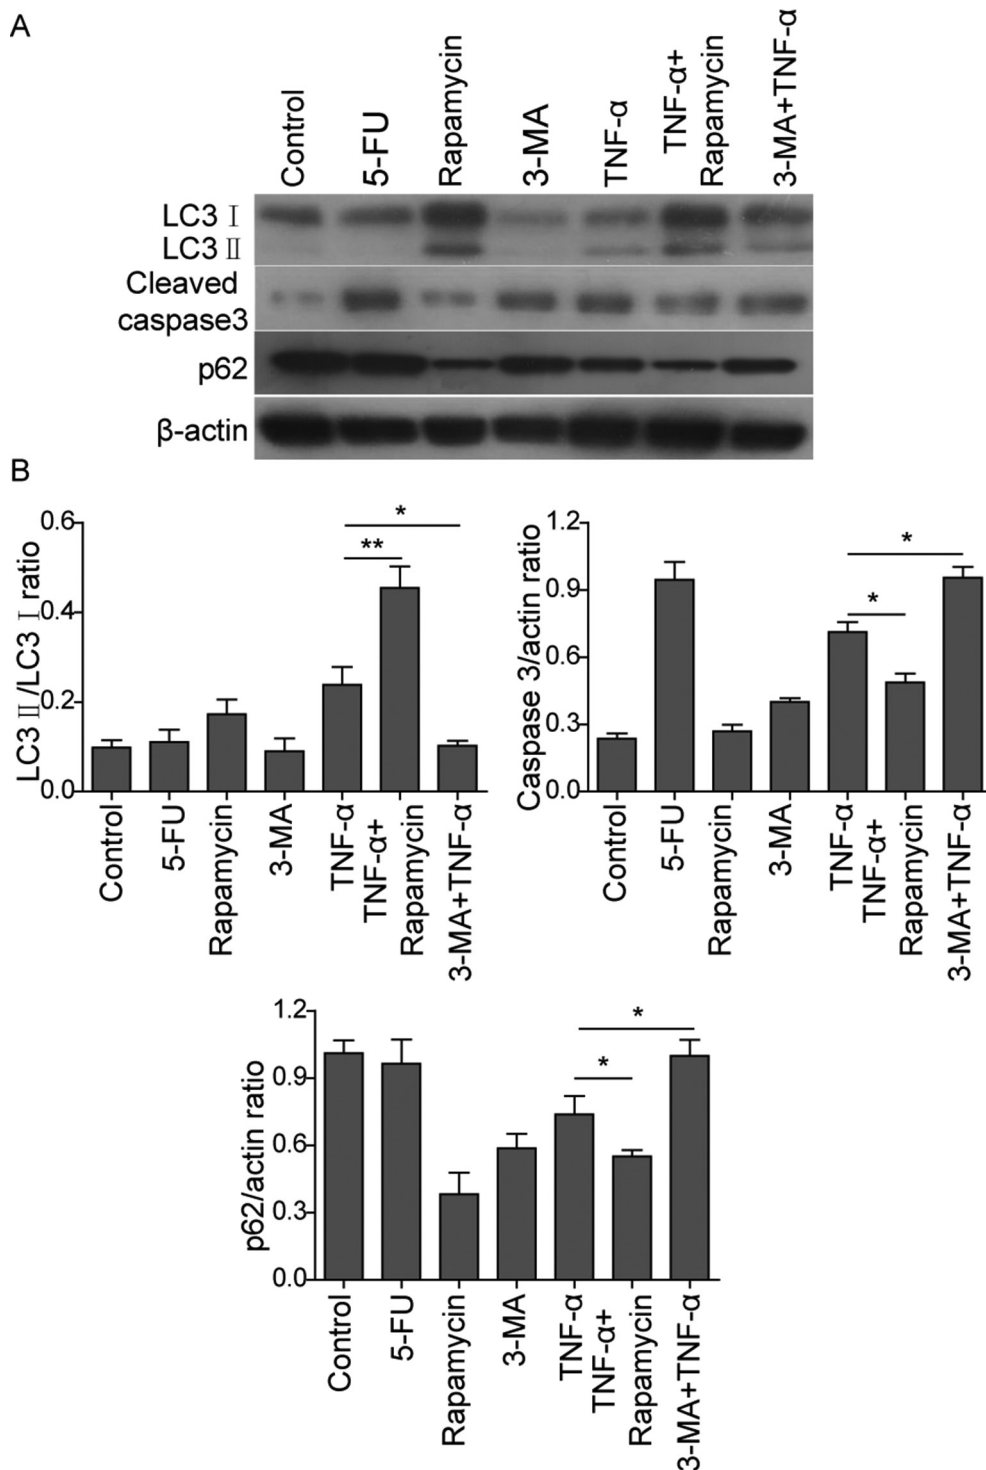 A
Control
5-FU
Rapamycin
3-MA
TNF-α
TNF-α+
Rapamycin
3-MA+TNF-α
LC3 Ⅰ
LC3 Ⅱ
Cleaved
caspase3
p62
β-actin
B
LC3 Ⅱ/LC3 Ⅰ ratio
0.6
0.4
0.2
0.0
*
**
Control
5-FU
Rapamycin
3-MA
TNF-α
TNF-α+
Rapamycin
3-MA+TNF-α
Caspase 3/actin ratio
1.2
0.9
0.6
0.3
0.0
*
*
Control
5-FU
Rapamycin
3-MA
TNF-α
TNF-α+
Rapamycin
3-MA+TNF-α
p62/actin ratio
1.2
0.9
0.6
0.3
0.0
*
*
Control
5-FU
Rapamycin
3-MA
TNF-α
TNF-α+
Rapamycin
3-MA+TNF-α